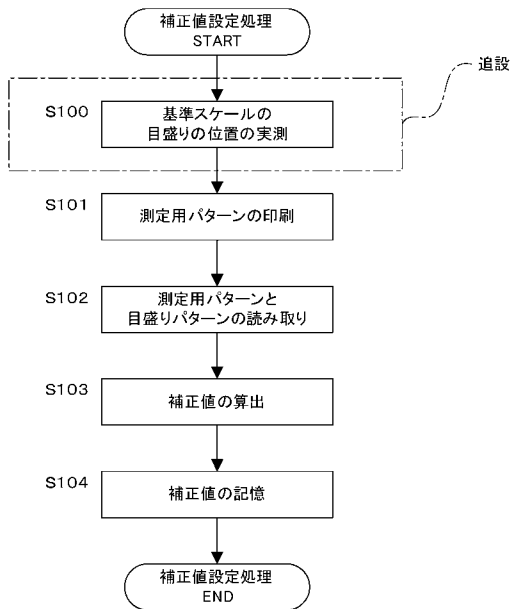 補正値設定処理
START
追設
S100
基準スケールの
目盛りの位置の実測
S101
測定用パターンの印刷
S102
測定用パターンと
目盛りパターンの読み取り
S103
補正値の算出
S104
補正値の記憶
補正値設定処理
END